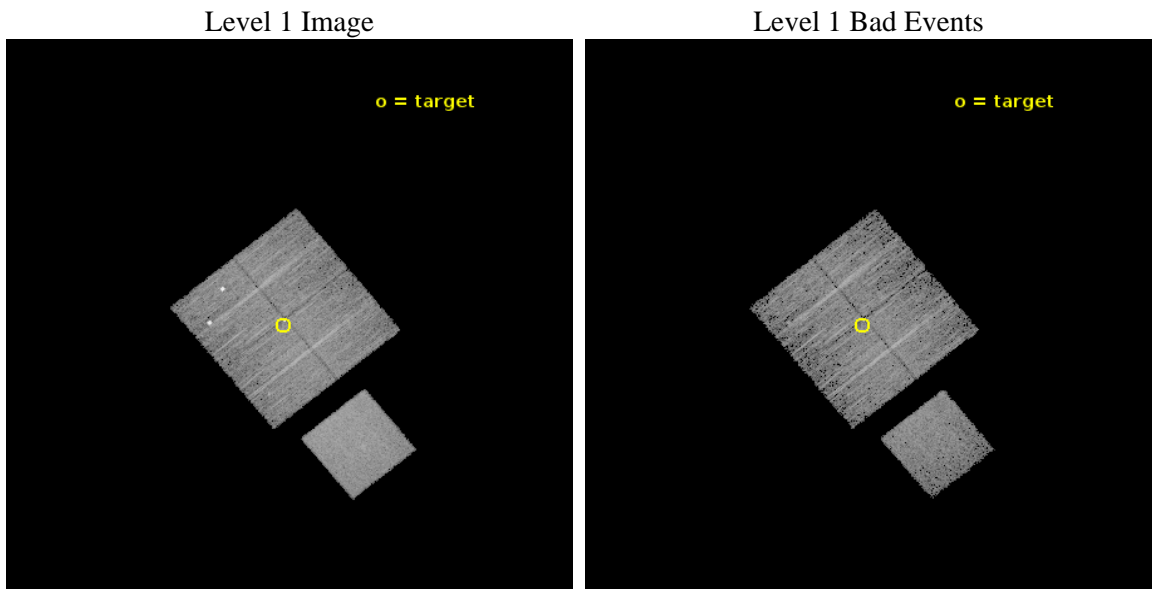 Level 1 Image
Level 1 Bad Events
o = target
o = target